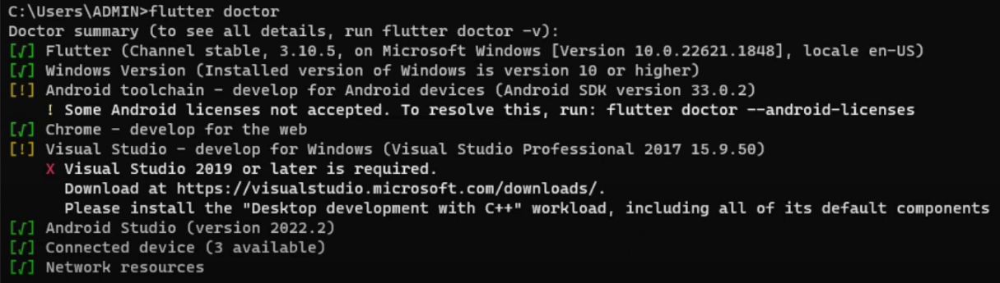 C:\Users\ADMIN>flutter doctor
Doctor summary (to see all details, run flutter doctor -v):
[√] Flutter (Channel stable, 3.10.5, on Microsoft Windows [Version 10.0.22621.1848], locale en-US)
[√] Windows Version (Installed version of Windows is version 10 or higher)
[!] Android toolchain - develop for Android devices (Android SDK version 33.0.2)
    ! Some Android licenses not accepted. To resolve this, run: flutter doctor --android-licenses
[√] Chrome - develop for the web
[!] Visual Studio - develop for Windows (Visual Studio Professional 2017 15.9.50)
    X Visual Studio 2019 or later is required.
      Download at https://visualstudio.microsoft.com/downloads/.
      Please install the "Desktop development with C++" workload, including all of its default components
[√] Android Studio (version 2022.2)
[√] Connected device (3 available)
[√] Network resources